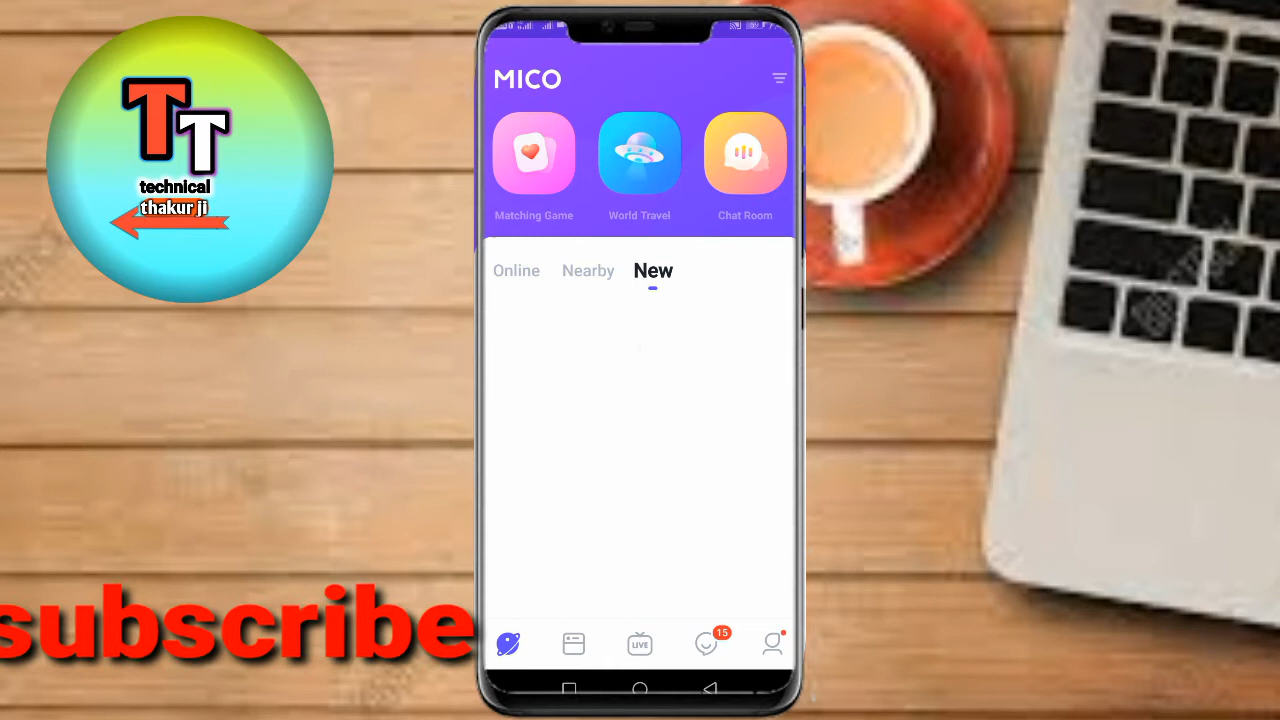 TT
technical
thakur ji
MICO
Matching Game
World Travel
Chat Room
Online
Nearby
New
subscribe
LIVE
15